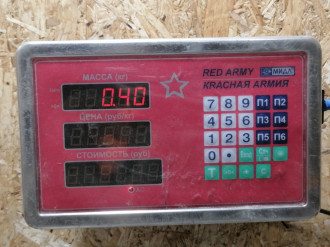 МАССА (кг)
0.40
ЦЕНА (руб/кг)
СТОИМОСТЬ (руб)
RED ARMY МИДЛ
КРАСНАЯ АРМИЯ
7 8 9 П1 П2
4 5 6 П3 П4
1 2 3 П5 П6
0 •
T C